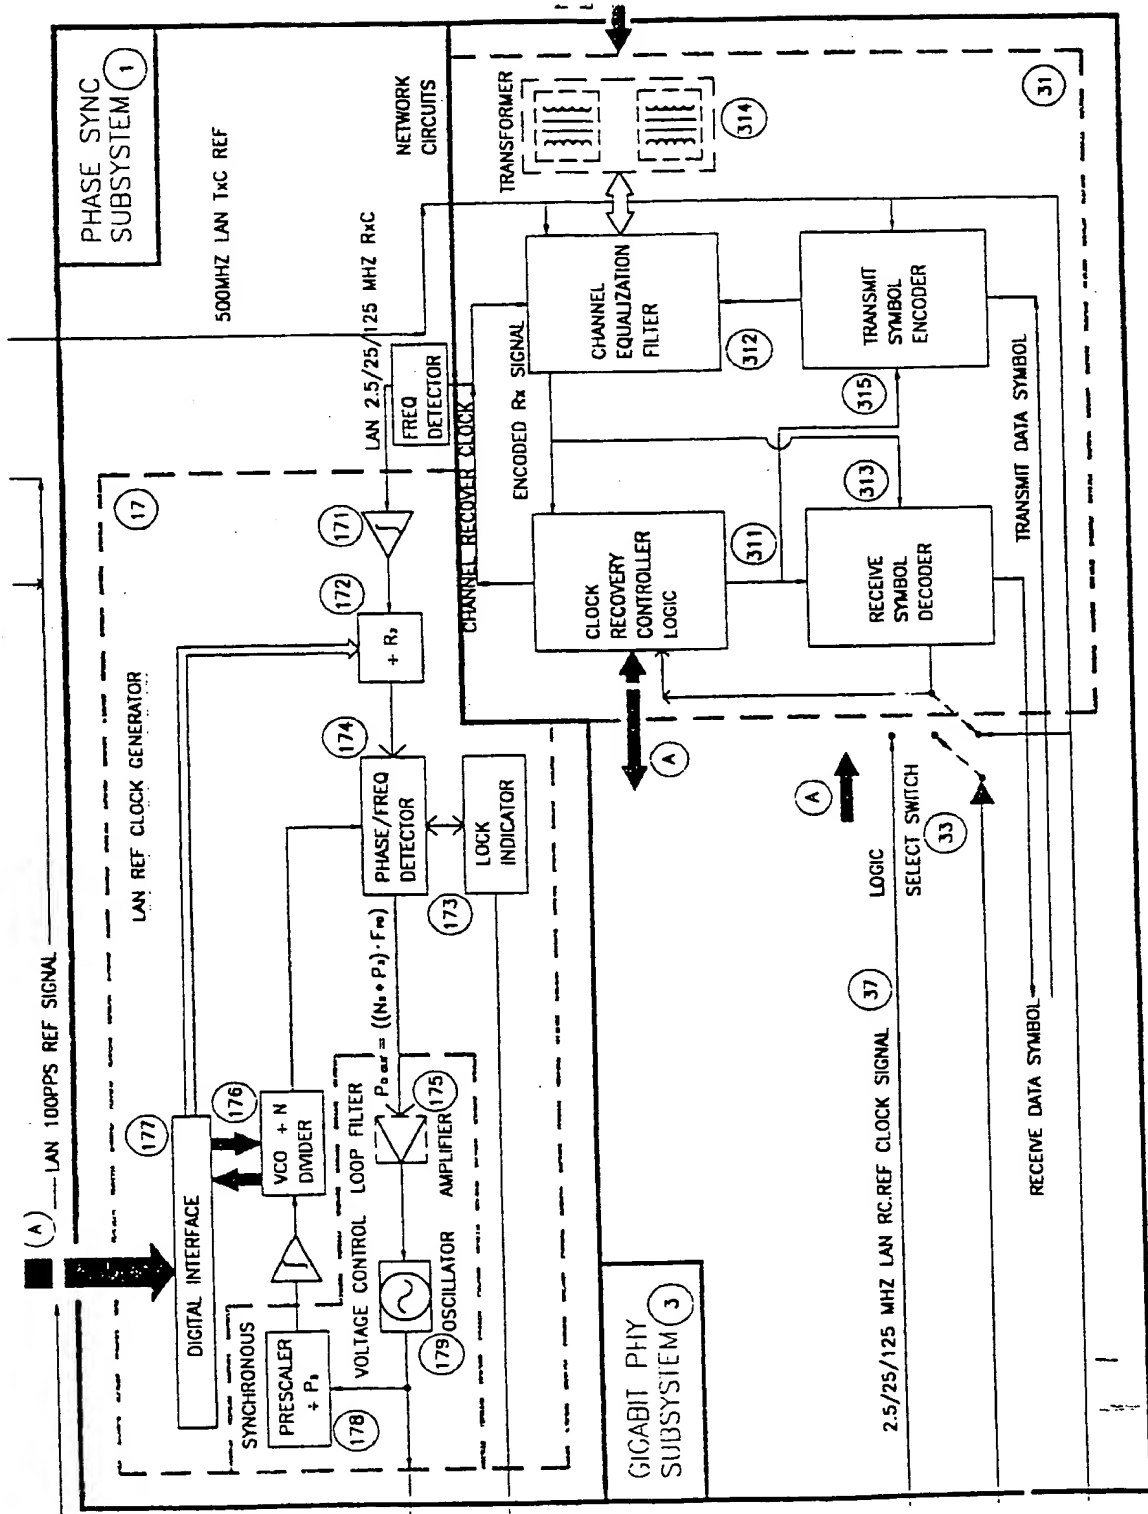 (A)
LAN 100PPS REF SIGNAL
PHASE SYNC
SUBSYSTEM 1
17
LAN REF CLOCK GENERATOR
177
DIGITAL INTERFACE
176
VCO ÷ N
DIVIDER
SYNCHRONOUS
PRESCALER
÷ P₃
178
VOLTAGE CONTROL LOOP FILTER
175
AMPLIFIER
179
OSCILLATOR
174
PHASE/FREQ
DETECTOR
173
LOCK
INDICATOR
172
÷ R₃
171
500MHZ LAN TxC REF
LAN 2.5/25/125 MHZ RxC
FREQ
DETECTOR
NETWORK
CIRCUITS
CHANNEL RECOVER CLOCK
TRANSFORMER
314
31
ENCODED Rx SIGNAL
CHANNEL
EQUALIZATION
FILTER
312
CLOCK
RECOVERY
CONTROLLER
LOGIC
311
TRANSMIT
SYMBOL
ENCODER
315
RECEIVE
SYMBOL
DECODER
313
TRANSMIT DATA SYMBOL
A
A
LOGIC
SELECT SWITCH
33
37
2.5/25/125 MHZ LAN RC.REF CLOCK SIGNAL
RECEIVE DATA SYMBOL
GIGABIT PHY
SUBSYSTEM 3